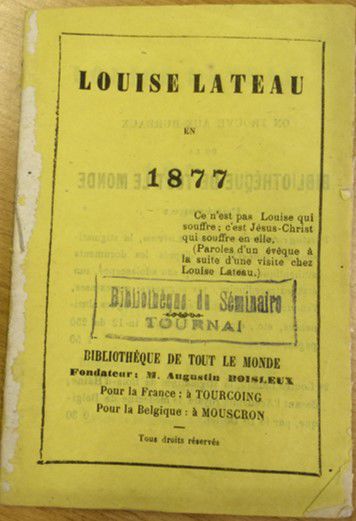 LOUISE LATEAU
EN
1877
Ce n'est pas Louise qui
souffre ; c'est Jésus-Christ
qui souffre en elle.
(Paroles d'un évêque à
la suite d'une visite chez
Louise Lateau.)
Bibliothèque du Séminaire
TOURNAI
BIBLIOTHÈQUE DE TOUT LE MONDE
Fondateur: M. Augustin BOISLEUX
Pour la France : à TOURCOING
Pour la Belgique : à MOUSCRON
Tous droits réservés